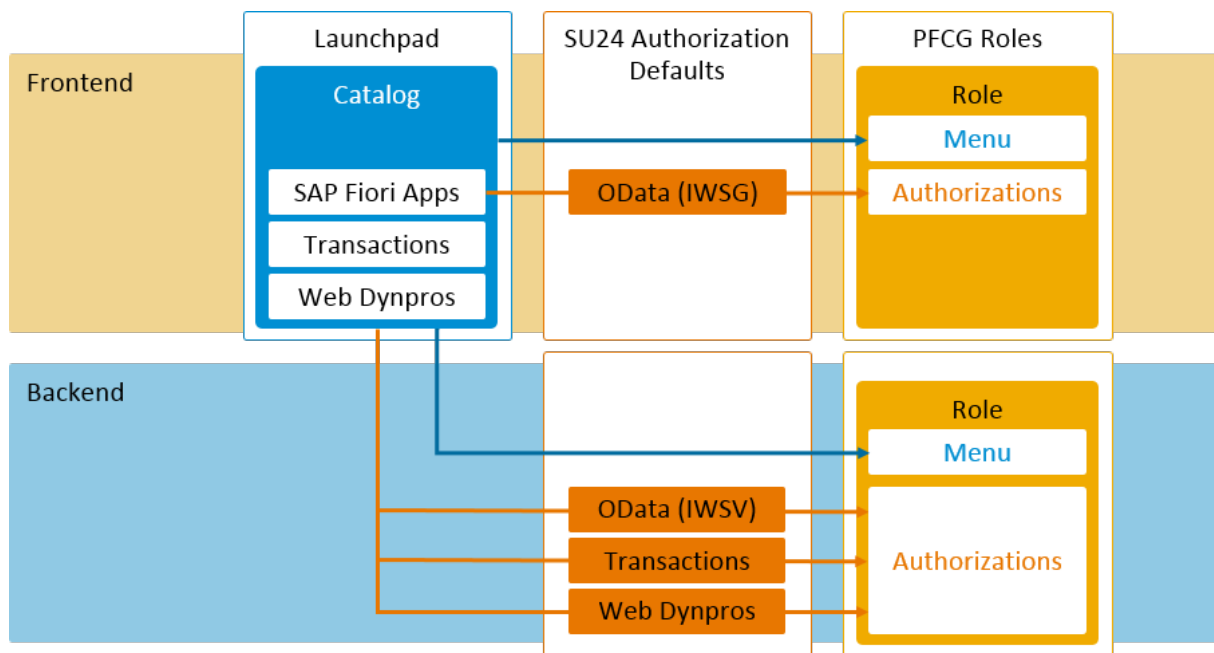 Launchpad
SU24 Authorization
Defaults
PFCG Roles
Frontend
Catalog
Role
Menu
SAP Fiori Apps
OData (IWSG)
Authorizations
Transactions
Web Dynpros
Backend
Role
Menu
OData (IWSV)
Transactions
Authorizations
Web Dynpros